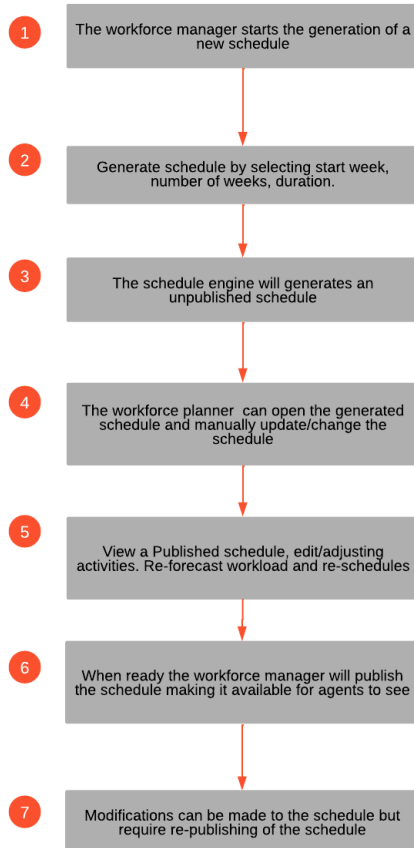 1
The workforce manager starts the generation of a
new schedule
2
Generate schedule by selecting start week,
number of weeks, duration.
3
The schedule engine will generates an
unpublished schedule
4
The workforce planner  can open the generated
schedule and manually update/change the
schedule
5
View a Published schedule, edit/adjusting
activities. Re-forecast workload and re-schedules
6
When ready the workforce manager will publish
the schedule making it available for agents to see
7
Modifications can be made to the schedule but
require re-publishing of the schedule